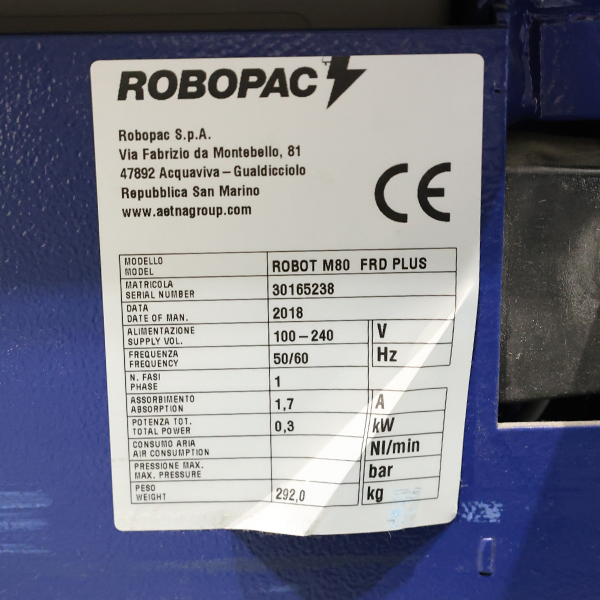 ROBOPAC
Robopac S.p.A.
Via Fabrizio da Montebello, 81
47892 Acquaviva – Gualdicciolo
Repubblica San Marino
www.aetnagroup.com
CE
MODELLO
MODEL
ROBOT M80 FRD PLUS
MATRICOLA
SERIAL NUMBER
30165238
DATA
DATE OF MAN.
2018
ALIMENTAZIONE
SUPPLY VOL.
100–240 V
FREQUENZA
FREQUENCY
50/60 Hz
N. FASI
PHASE
1
ASSORBIMENTO
ABSORPTION
1,7 A
POTENZA TOT.
TOTAL POWER
0,3 kW
CONSUMO ARIA
AIR CONSUMPTION
Nl/min
PRESSIONE MAX.
MAX. PRESSURE
bar
PESO
WEIGHT
292,0 kg